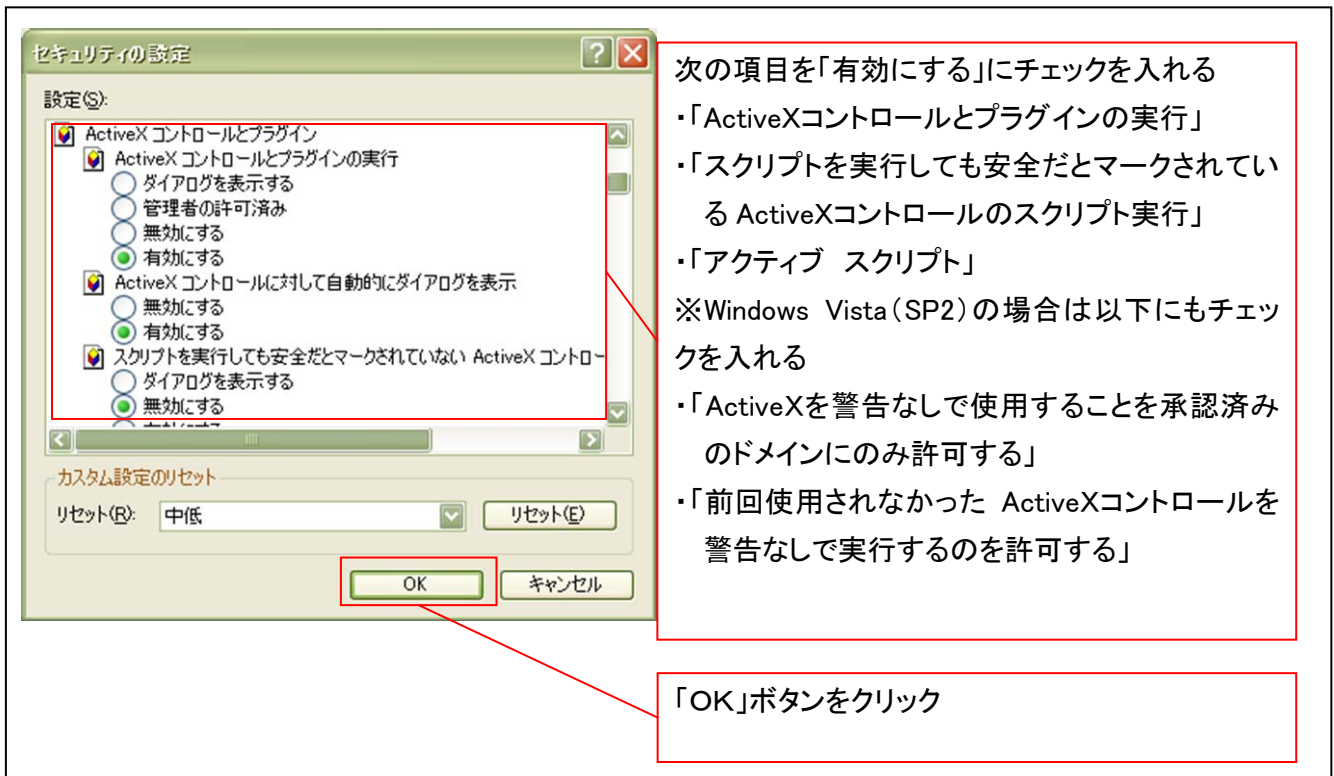 セキュリティの設定
設定(S):
ActiveX コントロールとプラグイン
ActiveX コントロールとプラグインの実行
ダイアログを表示する
管理者の許可済み
無効にする
有効にする
ActiveX コントロールに対して自動的にダイアログを表示
無効にする
有効にする
スクリプトを実行しても安全だとマークされていない ActiveX コントロー
ダイアログを表示する
無効にする
カスタム設定のリセット
リセット(R): 中低 リセット(E)
OK キャンセル
次の項目を「有効にする」にチェックを入れる
・「ActiveXコントロールとプラグインの実行」
・「スクリプトを実行しても安全だとマークされてい
る ActiveXコントロールのスクリプト実行」
・「アクティブ スクリプト」
※Windows Vista(SP2)の場合は以下にもチェッ
クを入れる
・「ActiveXを警告なしで使用することを承認済み
のドメインにのみ許可する」
・「前回使用されなかった ActiveXコントロールを
警告なしで実行するのを許可する」
「OK」ボタンをクリック